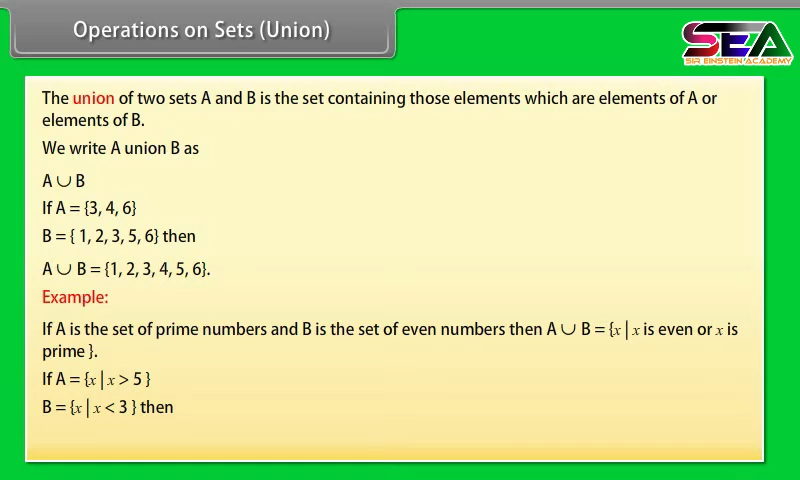 Operations on Sets (Union)
SEA
SIR EINSTEIN ACADEMY
The union of two sets A and B is the set containing those elements which are elements of A or
elements of B.
We write A union B as
A ∪ B
If A = {3, 4, 6}
B = { 1, 2, 3, 5, 6} then
A ∪ B = {1, 2, 3, 4, 5, 6}.
Example:
If A is the set of prime numbers and B is the set of even numbers then A ∪ B = {x | x is even or x is
prime }.
If A = {x | x > 5 }
B = {x | x < 3 } then